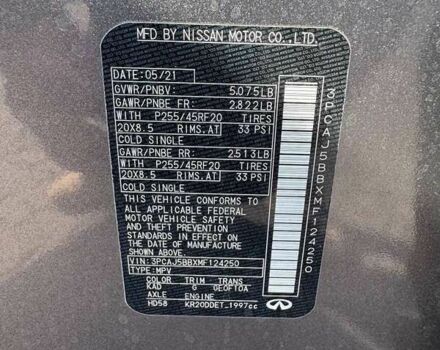 MFD BY NISSAN MOTOR CO., LTD.
DATE: 05/21
GVWR/PNBV: 5,075LB
GAWR/PNBE FR: 2,822LB
WITH P255/45RF20 TIRES
20X8.5 RIMS,AT 33 PSI
COLD SINGLE
GAWR/PNBE RR: 2,513LB
WITH P255/45RF20 TIRES
20X8.5 RIMS,AT 33 PSI
COLD SINGLE
THIS VEHICLE CONFORMS TO
ALL APPLICABLE FEDERAL
MOTOR VEHICLE SAFETY
AND THEFT PREVENTION
STANDARDS IN EFFECT ON
THE DATE OF MANUFACTURE
SHOWN ABOVE.
VIN: 3PCAJ5BBXMF124250
TYPE: MPV
COLOR TRIM TRANS
KAD G GE0F10A
AXLE ENGINE
HD58 KR20DDET 1997cc
3PCAJ5BBXMF124250